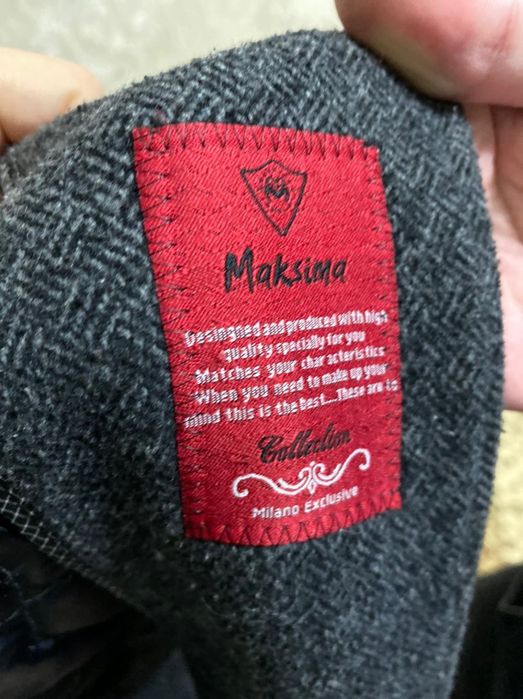 M
Maksima
Desingned and produced with high
quality specially for you
Matches your characteristics
When you need to make up your
mind this is the best....These are to
Collection
Milano Exclusive